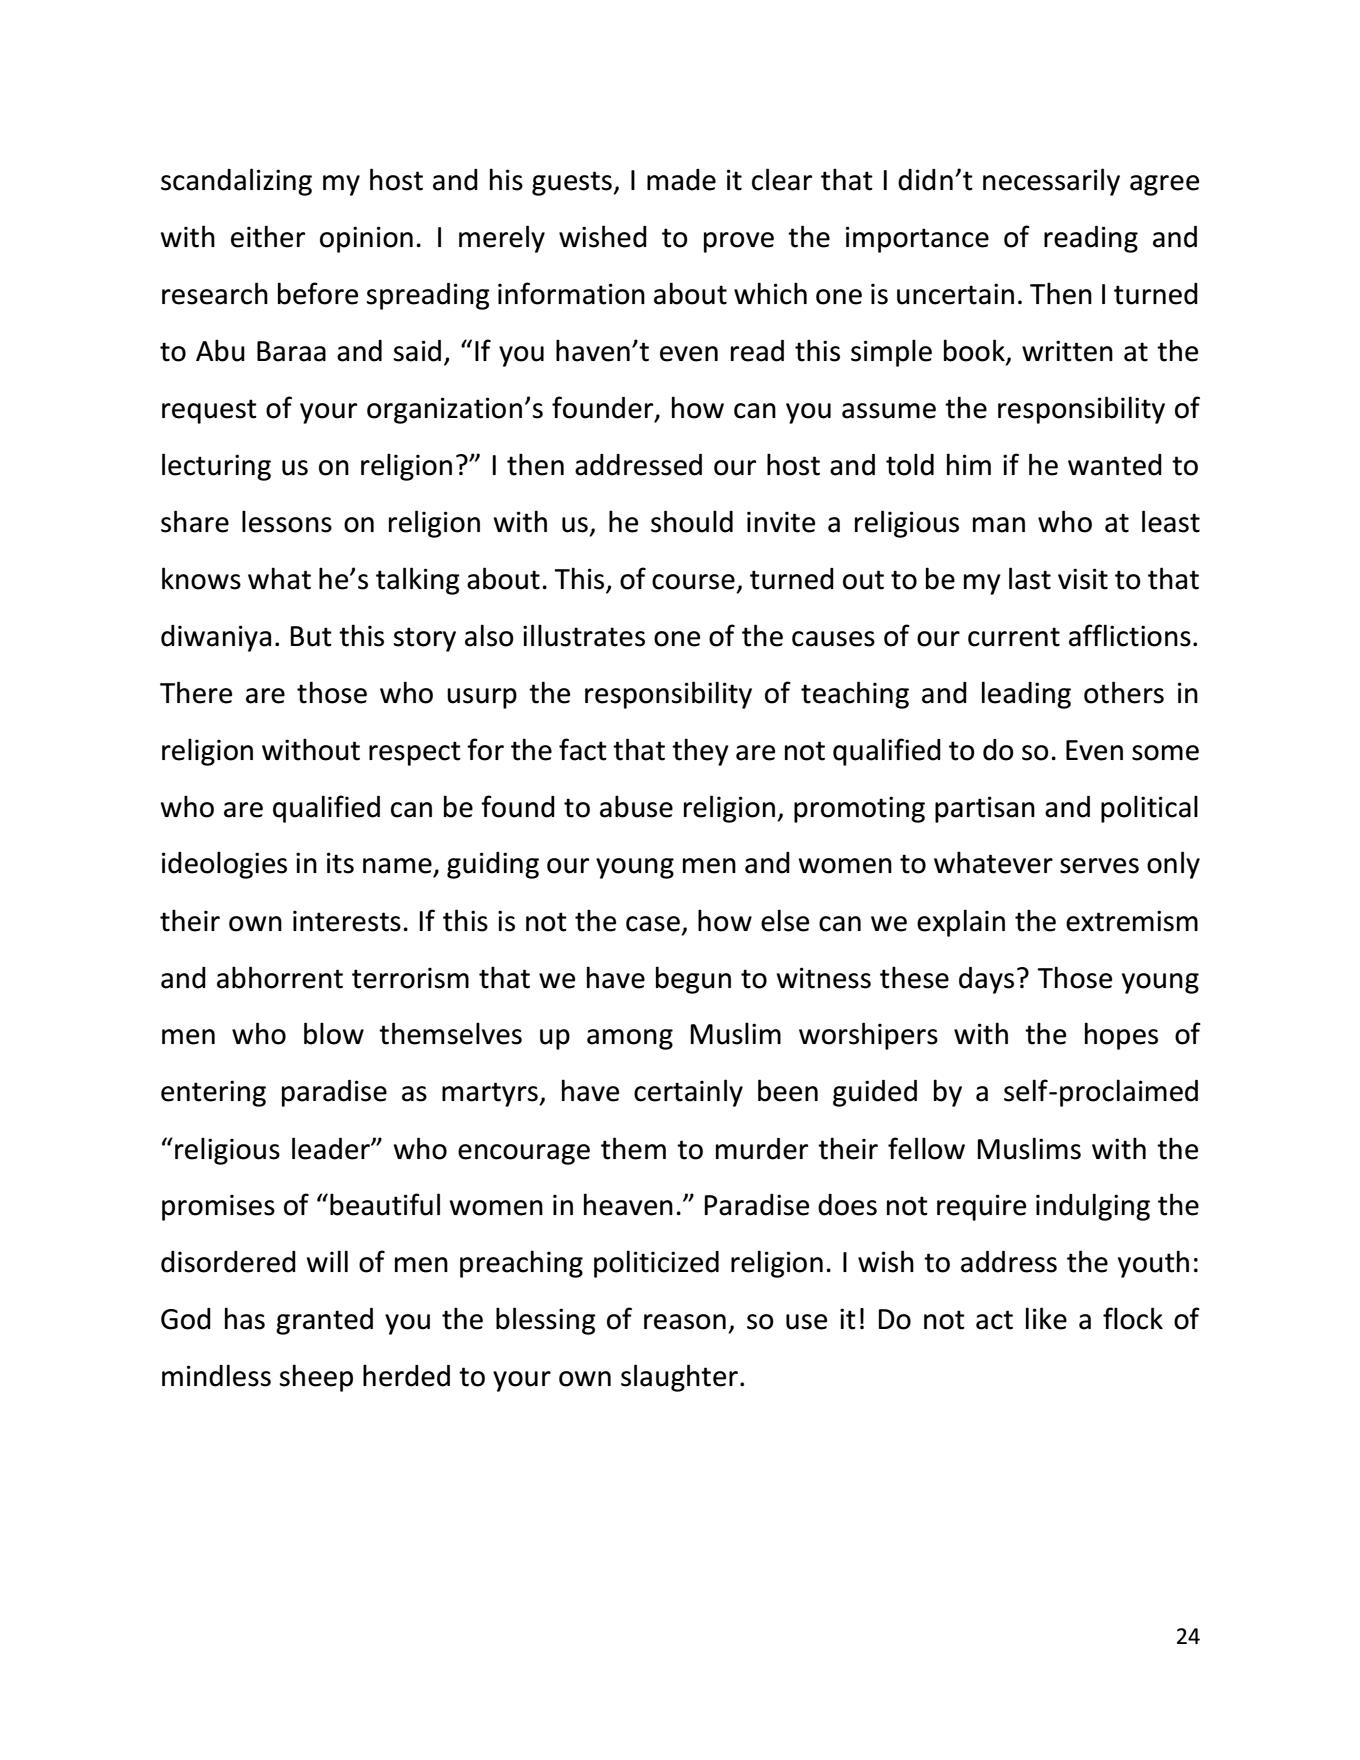 scandalizing my host and his guests, I made it clear that I didn’t necessarily agree
with either opinion. I merely wished to prove the importance of reading and
research before spreading information about which one is uncertain. Then I turned
to Abu Baraa and said, “If you haven’t even read this simple book, written at the
request of your organization’s founder, how can you assume the responsibility of
lecturing us on religion?” I then addressed our host and told him if he wanted to
share lessons on religion with us, he should invite a religious man who at least
knows what he’s talking about. This, of course, turned out to be my last visit to that
diwaniya. But this story also illustrates one of the causes of our current afflictions.
There are those who usurp the responsibility of teaching and leading others in
religion without respect for the fact that they are not qualified to do so. Even some
who are qualified can be found to abuse religion, promoting partisan and political
ideologies in its name, guiding our young men and women to whatever serves only
their own interests. If this is not the case, how else can we explain the extremism
and abhorrent terrorism that we have begun to witness these days? Those young
men who blow themselves up among Muslim worshipers with the hopes of
entering paradise as martyrs, have certainly been guided by a self-proclaimed
“religious leader” who encourage them to murder their fellow Muslims with the
promises of “beautiful women in heaven.” Paradise does not require indulging the
disordered will of men preaching politicized religion. I wish to address the youth:
God has granted you the blessing of reason, so use it! Do not act like a flock of
mindless sheep herded to your own slaughter.
24